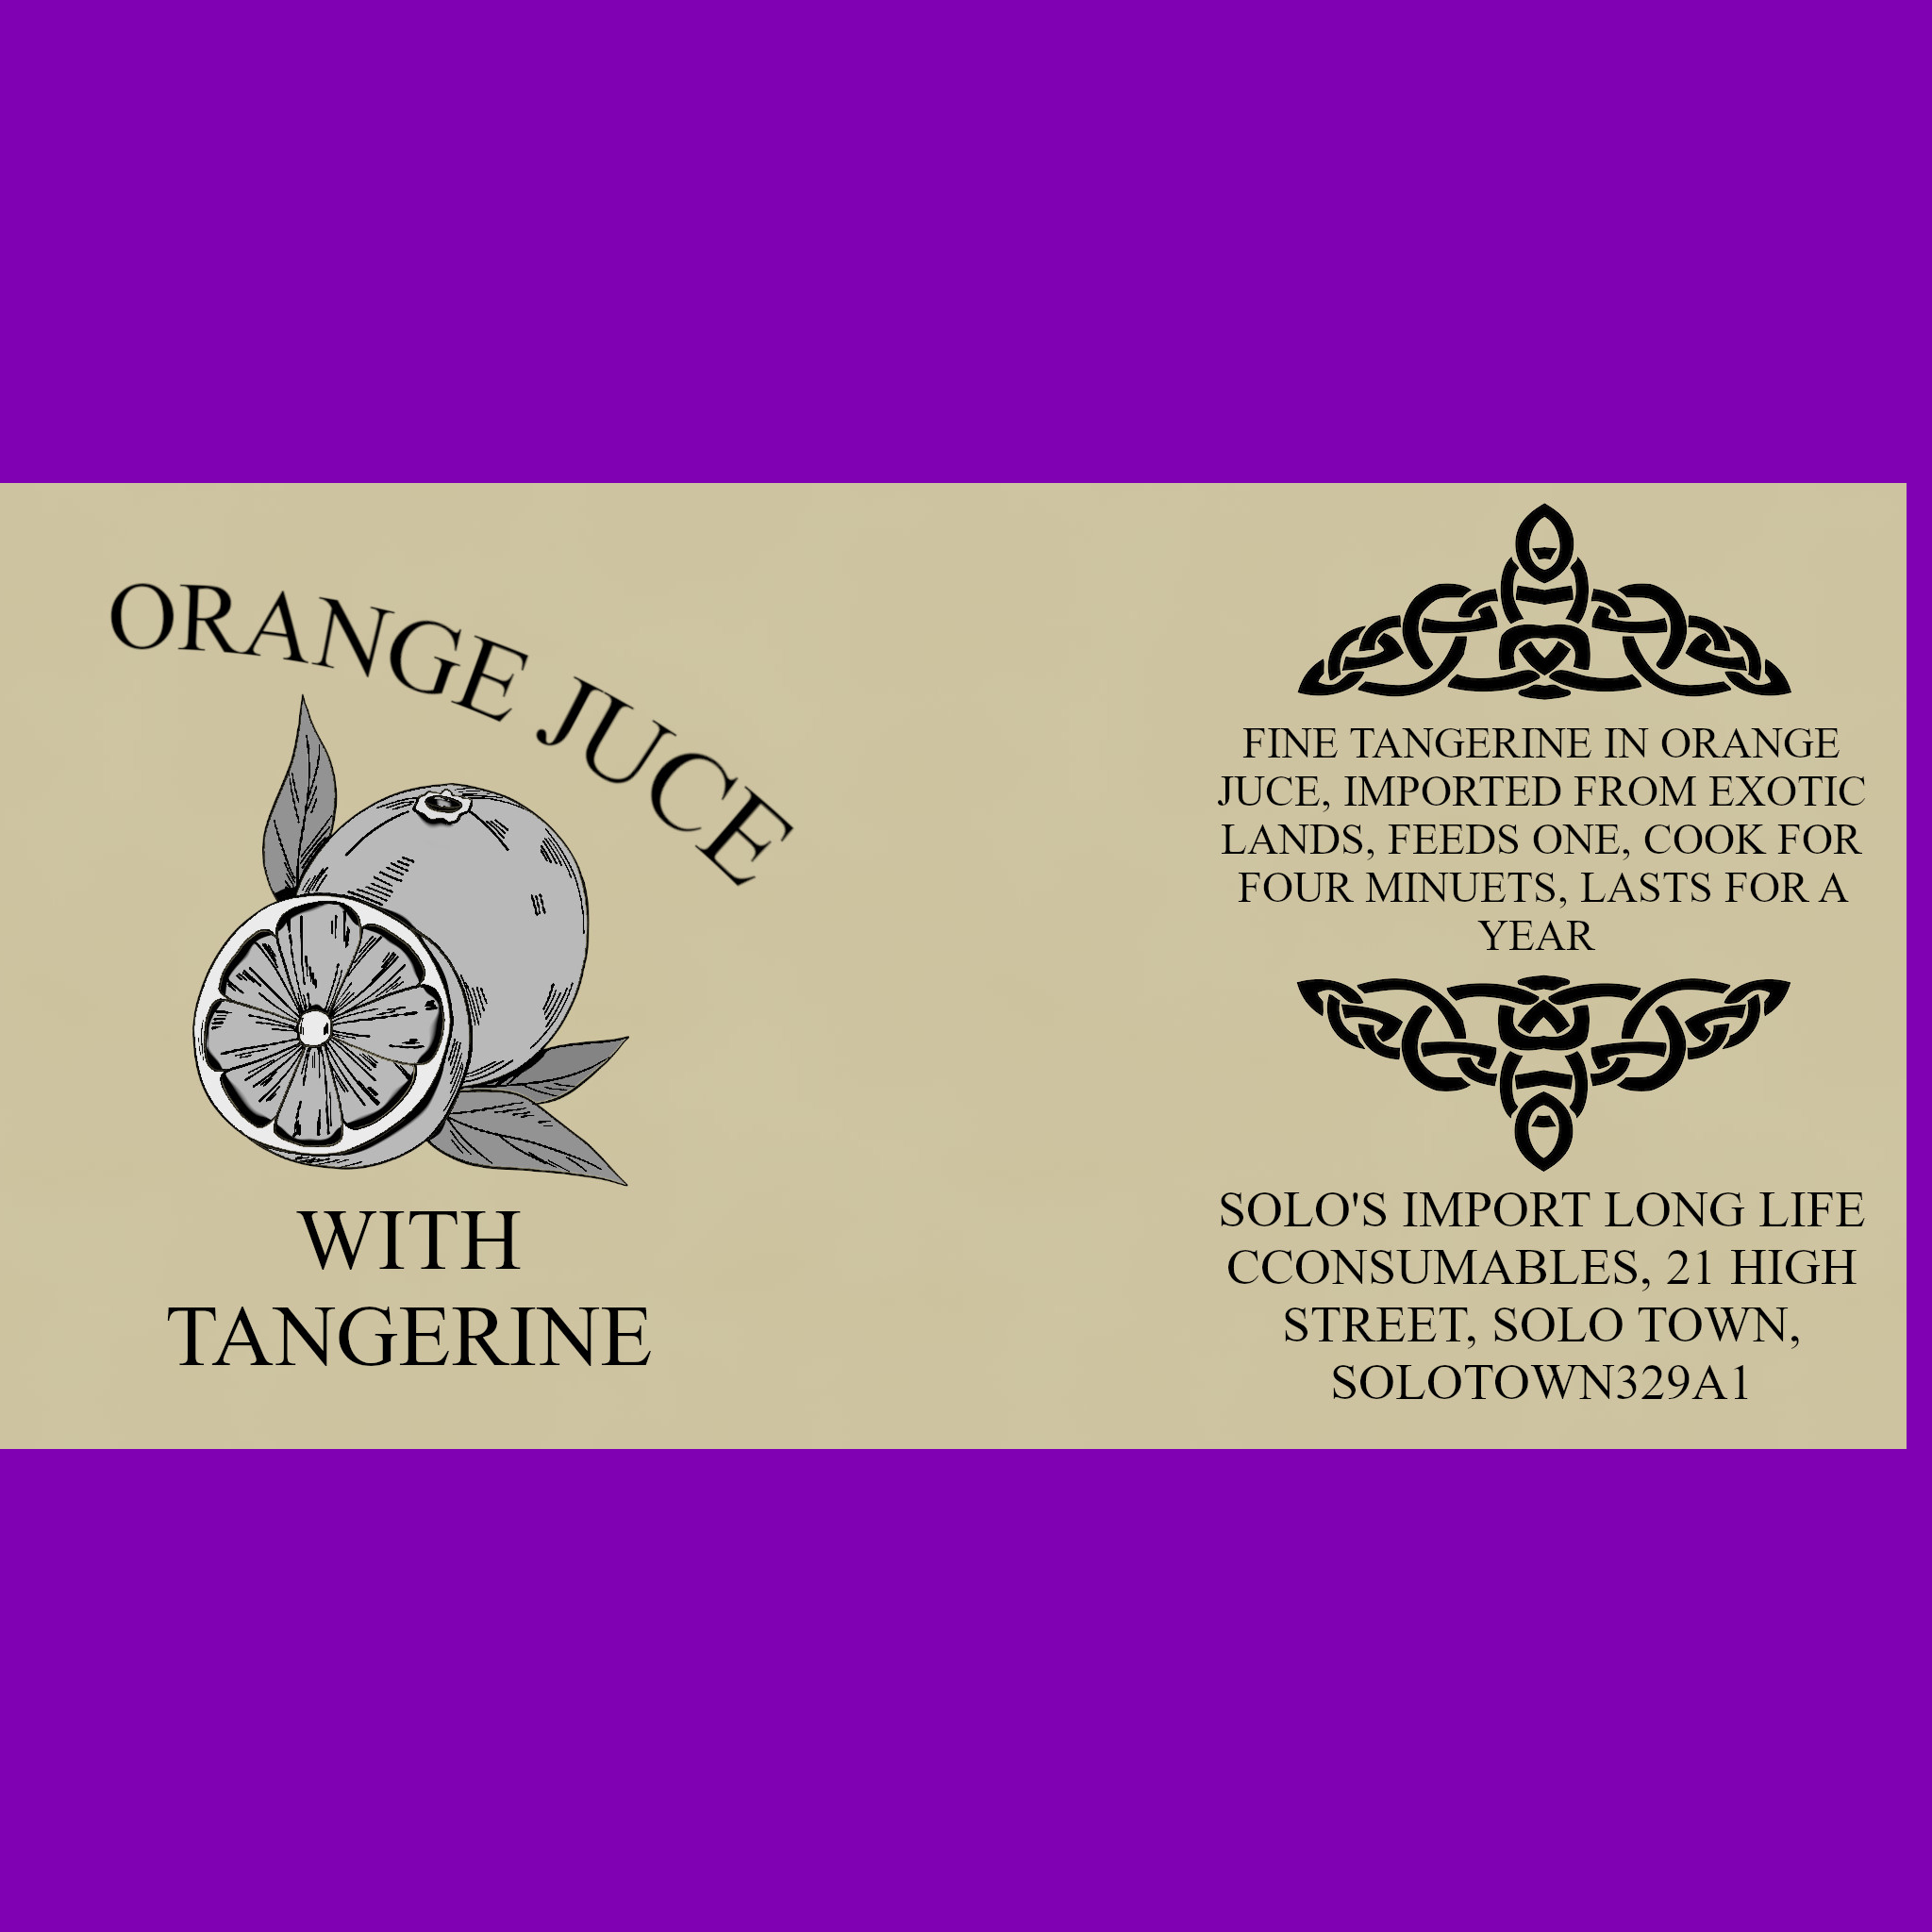 ORANGE JUCE
WITH
TANGERINE
FINE TANGERINE IN ORANGE
JUCE, IMPORTED FROM EXOTIC
LANDS, FEEDS ONE, COOK FOR
FOUR MINUETS, LASTS FOR A
YEAR
SOLO'S IMPORT LONG LIFE
CCONSUMABLES, 21 HIGH
STREET, SOLO TOWN,
SOLOTOWN329A1